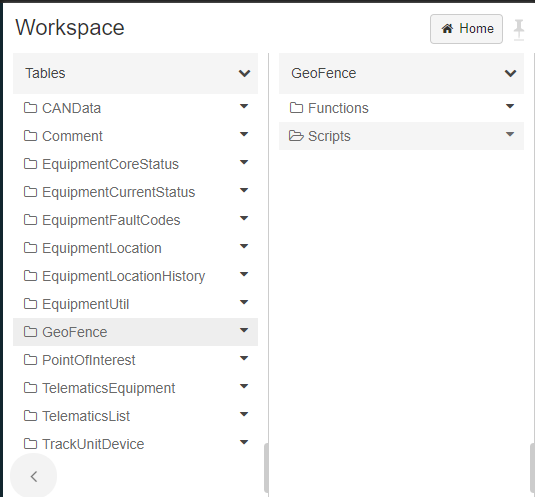 Workspace
Home
Tables
CANData
Comment
EquipmentCoreStatus
EquipmentCurrentStatus
EquipmentFaultCodes
EquipmentLocation
EquipmentLocationHistory
EquipmentUtil
GeoFence
PointOfInterest
TelematicsEquipment
TelematicsList
TrackUnitDevice
GeoFence
Functions
Scripts